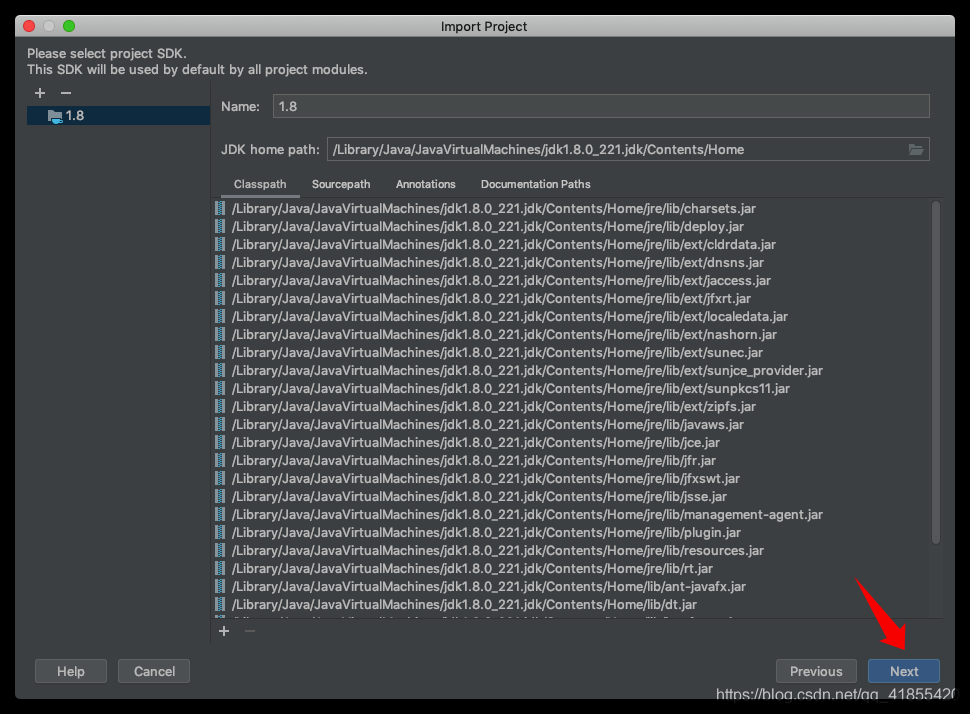 Import Project
Please select project SDK.
This SDK will be used by default by all project modules.
1.8
Name: 1.8
JDK home path: /Library/Java/JavaVirtualMachines/jdk1.8.0_221.jdk/Contents/Home
Classpath Sourcepath Annotations Documentation Paths
/Library/Java/JavaVirtualMachines/jdk1.8.0_221.jdk/Contents/Home/jre/lib/charsets.jar
/Library/Java/JavaVirtualMachines/jdk1.8.0_221.jdk/Contents/Home/jre/lib/deploy.jar
/Library/Java/JavaVirtualMachines/jdk1.8.0_221.jdk/Contents/Home/jre/lib/ext/cldrdata.jar
/Library/Java/JavaVirtualMachines/jdk1.8.0_221.jdk/Contents/Home/jre/lib/ext/dnsns.jar
/Library/Java/JavaVirtualMachines/jdk1.8.0_221.jdk/Contents/Home/jre/lib/ext/jaccess.jar
/Library/Java/JavaVirtualMachines/jdk1.8.0_221.jdk/Contents/Home/jre/lib/ext/jfxrt.jar
/Library/Java/JavaVirtualMachines/jdk1.8.0_221.jdk/Contents/Home/jre/lib/ext/localedata.jar
/Library/Java/JavaVirtualMachines/jdk1.8.0_221.jdk/Contents/Home/jre/lib/ext/nashorn.jar
/Library/Java/JavaVirtualMachines/jdk1.8.0_221.jdk/Contents/Home/jre/lib/ext/sunec.jar
/Library/Java/JavaVirtualMachines/jdk1.8.0_221.jdk/Contents/Home/jre/lib/ext/sunjce_provider.jar
/Library/Java/JavaVirtualMachines/jdk1.8.0_221.jdk/Contents/Home/jre/lib/ext/sunpkcs11.jar
/Library/Java/JavaVirtualMachines/jdk1.8.0_221.jdk/Contents/Home/jre/lib/ext/zipfs.jar
/Library/Java/JavaVirtualMachines/jdk1.8.0_221.jdk/Contents/Home/jre/lib/javaws.jar
/Library/Java/JavaVirtualMachines/jdk1.8.0_221.jdk/Contents/Home/jre/lib/jce.jar
/Library/Java/JavaVirtualMachines/jdk1.8.0_221.jdk/Contents/Home/jre/lib/jfr.jar
/Library/Java/JavaVirtualMachines/jdk1.8.0_221.jdk/Contents/Home/jre/lib/jfxswt.jar
/Library/Java/JavaVirtualMachines/jdk1.8.0_221.jdk/Contents/Home/jre/lib/jsse.jar
/Library/Java/JavaVirtualMachines/jdk1.8.0_221.jdk/Contents/Home/jre/lib/management-agent.jar
/Library/Java/JavaVirtualMachines/jdk1.8.0_221.jdk/Contents/Home/jre/lib/plugin.jar
/Library/Java/JavaVirtualMachines/jdk1.8.0_221.jdk/Contents/Home/jre/lib/resources.jar
/Library/Java/JavaVirtualMachines/jdk1.8.0_221.jdk/Contents/Home/jre/lib/rt.jar
/Library/Java/JavaVirtualMachines/jdk1.8.0_221.jdk/Contents/Home/lib/ant-javafx.jar
/Library/Java/JavaVirtualMachines/jdk1.8.0_221.jdk/Contents/Home/lib/dt.jar
Help Cancel Previous Next
https://blog.csdn.net/qq_41855420